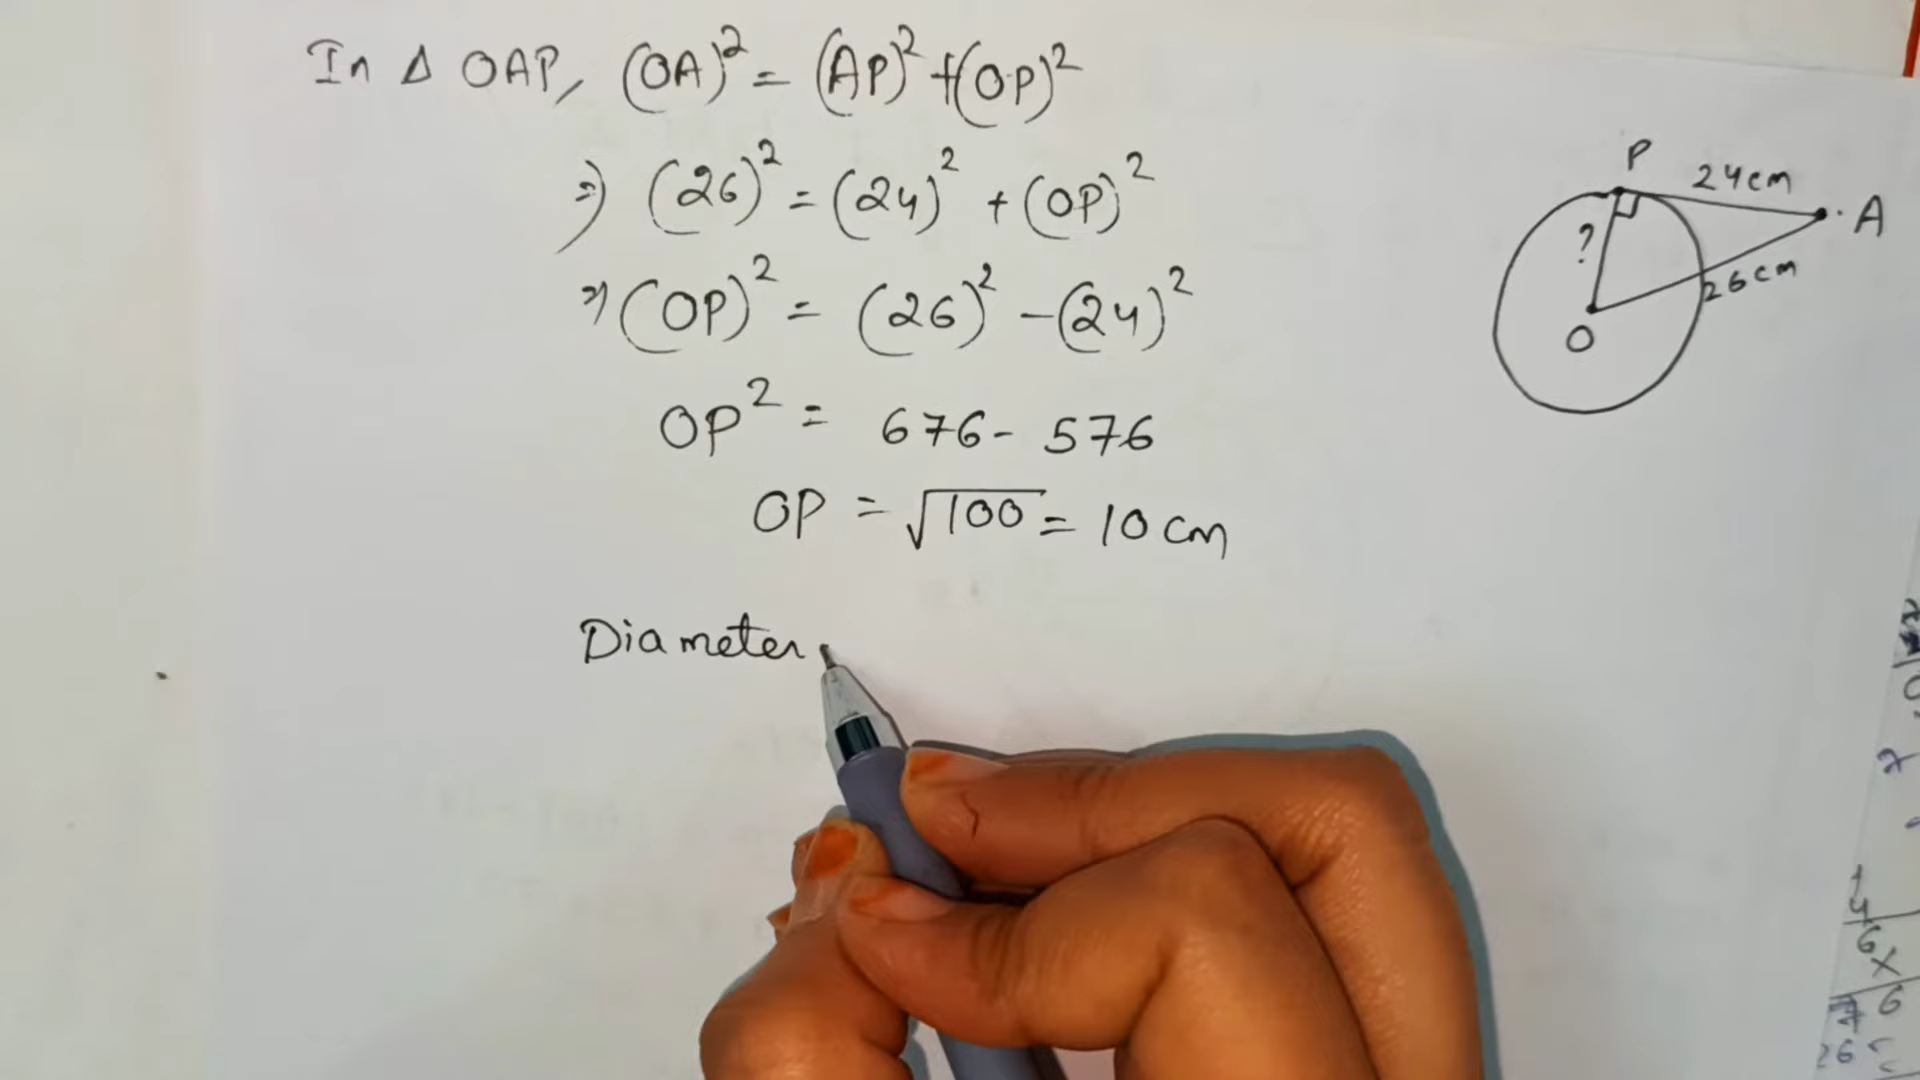 In Δ OAP, (OA)² = (AP)² + (OP)²
⇒ (26)² = (24)² + (OP)²
⇒ (OP)² = (26)² - (24)²
OP² = 676 - 576
OP = √100 = 10 cm
Diameter
P
24cm
A
?
26cm
O